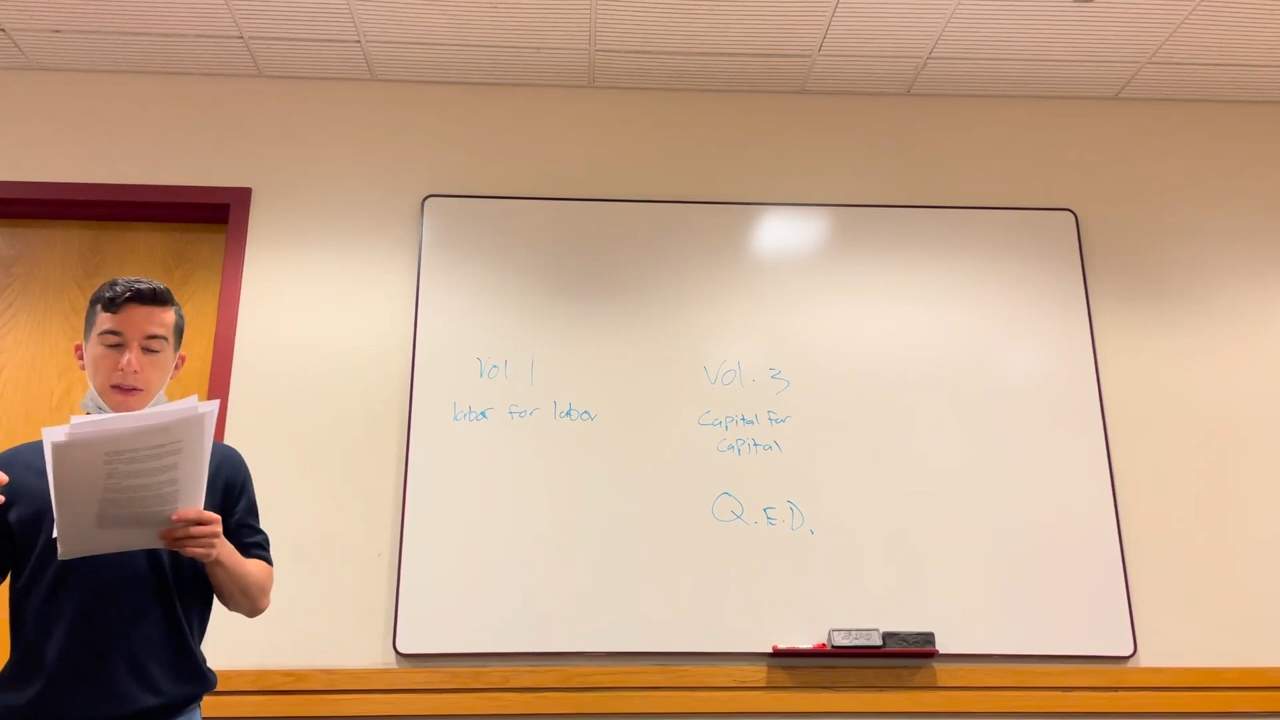 Vol 1
labor for labor
Vol. 3
Capital for
Capital
Q.E.D.